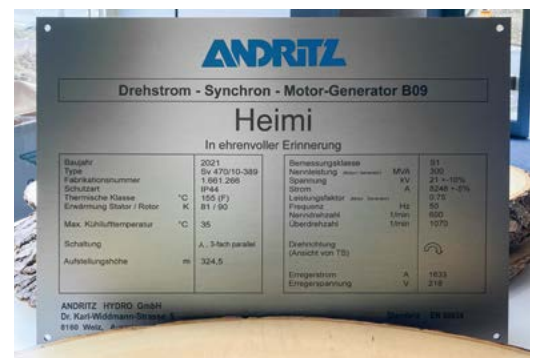 ANDRITZ
Drehstrom - Synchron - Motor-Generator B09
Heimi
In ehrenvoller Erinnerung
Baujahr 2021
Type Sv 470/10-389
Fabrikationsnummer 1.661.266
Schutzart IP44
Thermische Klasse °C 155 (F)
Erwärmung Stator / Rotor K 81 / 90
Max. Kühllufttemperatur °C 35
Schaltung 3-fach parallel
Aufstellungshöhe m 324,5
Bemessungsklasse S1
Nennleistung MVA 300
Spannung kV 21 +-10%
Strom A 8248
Leistungsfaktor 0.75
Frequenz Hz 50
Nenndrehzahl 1/min 600
Überdrehzahl 1/min 1070
Drehrichtung
(Ansicht von TS)
Erregerstrom A 1633
Erregerspannung V 218
ANDRITZ HYDRO GmbH
Dr. Karl-Widdmann-Strasse 5
8160 Weiz,